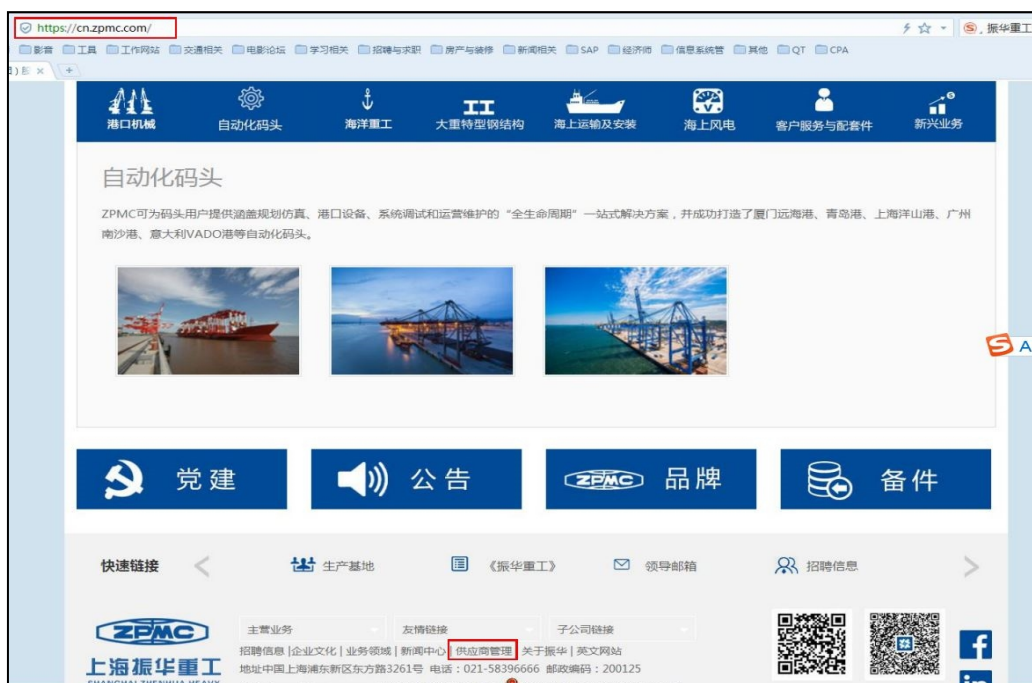 https://cn.zpmc.com/
振华重工
影音 工具 工作网站 交通相关 电影论坛 学习相关 招聘与求职 房产与装修 新闻相关 SAP 经济师 信息系统管 其他 QT CPA
港口机械 自动化码头 海洋重工 大重特型钢结构 海上运输及安装 海上风电 客户服务与配套件 新兴业务
自动化码头
ZPMC可为码头用户提供涵盖规划仿真、港口设备、系统调试和运营维护的“全生命周期”一站式解决方案，并成功打造了厦门远海港、青岛港、上海洋山港、广州
南沙港、意大利VADO港等自动化码头。
党建 公告 ZPMC 品牌 备件
快速链接 生产基地 《振华重工》 领导邮箱 招聘信息
ZPMC 主营业务 友情链接 子公司链接
招聘信息 |企业文化 | 业务领域 | 新闻中心 | 供应商管理 | 关于振华 | 英文网站
上海振华重工 地址中国上海浦东新区东方路3261号 电话：021-58396666 邮政编码：200125